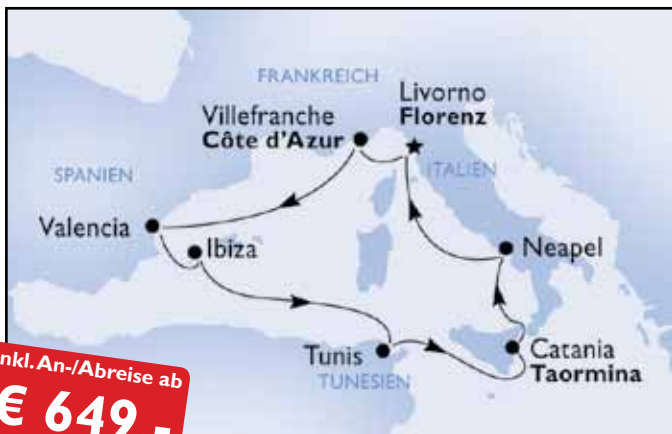 FRANKREICH
Livorno
Florenz
Villefranche
Côte d'Azur
SPANIEN
ITALIEN
Valencia
Ibiza
Neapel
Tunis
TUNESIEN
Catania
Taormina
nkl. An-/Abreise ab
€ 649,-